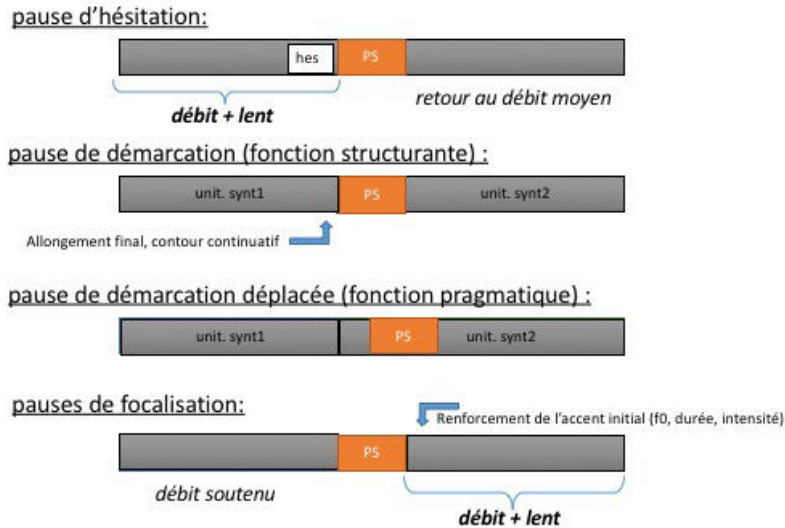 pause d'hésitation:
hes PS
débit + lent retour au débit moyen
pause de démarcation (fonction structurante) :
unit. synt1 PS unit. synt2
Allongement final, contour continuatif
pause de démarcation déplacée (fonction pragmatique) :
unit. synt1 PS unit. synt2
pauses de focalisation:
Renforcement de l'accent initial (f0, durée, intensité)
PS
débit soutenu
débit + lent